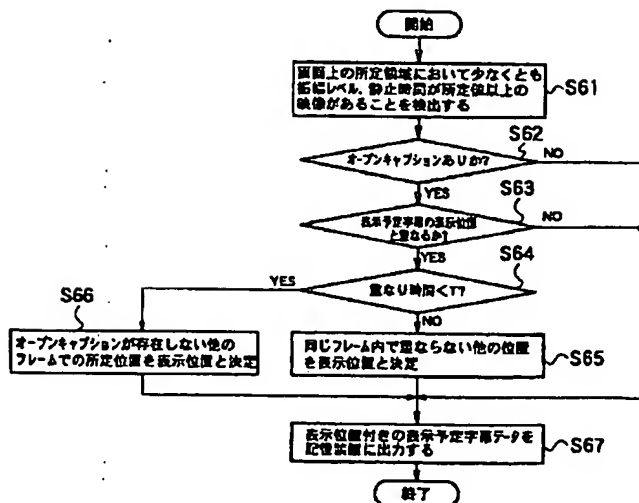 開始
画面上の所定領域において少なくとも
振幅レベル、静止時間が所定値以上の
映像があることを検出する
S61
S62
オープンキャプションありか?
NO
YES
S63
表示予定字幕の表示位置
と重なるか?
NO
YES
S64
重なり時間<T?
YES
NO
S66
オープンキャプションが存在しない他の
フレームでの所定位置を表示位置と決定
同じフレーム内で重ならない他の位置
を表示位置と決定
S65
表示位置付きの表示予定字幕データを
記憶装置に出力する
S67
終了